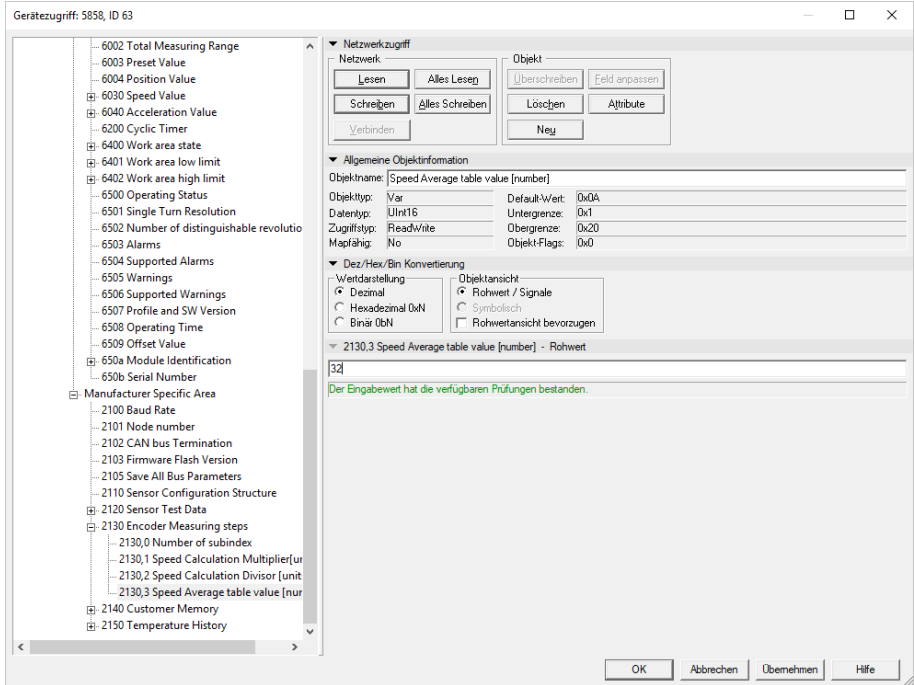 Gerätezugriff: 5858, ID 63
6002 Total Measuring Range
6003 Preset Value
6004 Position Value
6030 Speed Value
6040 Acceleration Value
6200 Cyclic Timer
6400 Work area state
6401 Work area low limit
6402 Work area high limit
6500 Operating Status
6501 Single Turn Resolution
6502 Number of distinguishable revolutio
6503 Alarms
6504 Supported Alarms
6505 Warnings
6506 Supported Warnings
6507 Profile and SW Version
6508 Operating Time
6509 Offset Value
650a Module Identification
650b Serial Number
Manufacturer Specific Area
2100 Baud Rate
2101 Node number
2102 CAN bus Termination
2103 Firmware Flash Version
2105 Save All Bus Parameters
2110 Sensor Configuration Structure
2120 Sensor Test Data
2130 Encoder Measuring steps
2130,0 Number of subindex
2130,1 Speed Calculation Multiplier[ur
2130,2 Speed Calculation Divisor [unit
2130,3 Speed Average table value [nur
2140 Customer Memory
2150 Temperature History
Netzwerkzugriff
Netzwerk
Lesen Alles Lesen
Schreiben Alles Schreiben
Verbinden
Objekt
Überschreiben Feld anpassen
Löschen Attribute
Neu
Allgemeine Objektinformation
Objektname: Speed Average table value [number]
Objekttyp: Var Default-Wert: 0x0A
Datentyp: UInt16 Untergrenze: 0x1
Zugriffstyp: ReadWrite Obergrenze: 0x20
Mapfähig: No Objekt-Flags: 0x0
Dez/Hex/Bin Konvertierung
Wertdarstellung
Dezimal
Hexadezimal 0xN
Binär 0bN
Objektansicht
Rohwert / Signale
Symbolisch
Rohwertansicht bevorzugen
2130,3 Speed Average table value [number] - Rohwert
32
Der Eingabewert hat die verfügbaren Prüfungen bestanden.
OK Abbrechen Übernehmen Hilfe